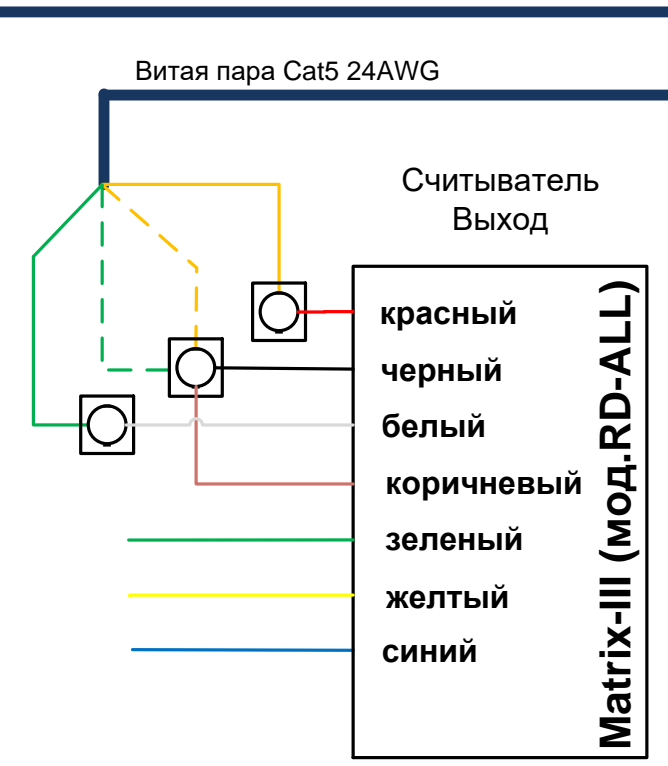 Витая пара Cat5 24AWG
Считыватель
Выход
красный
черный
белый
коричневый
зеленый
желтый
синий
Matrix-III (мод.RD-ALL)